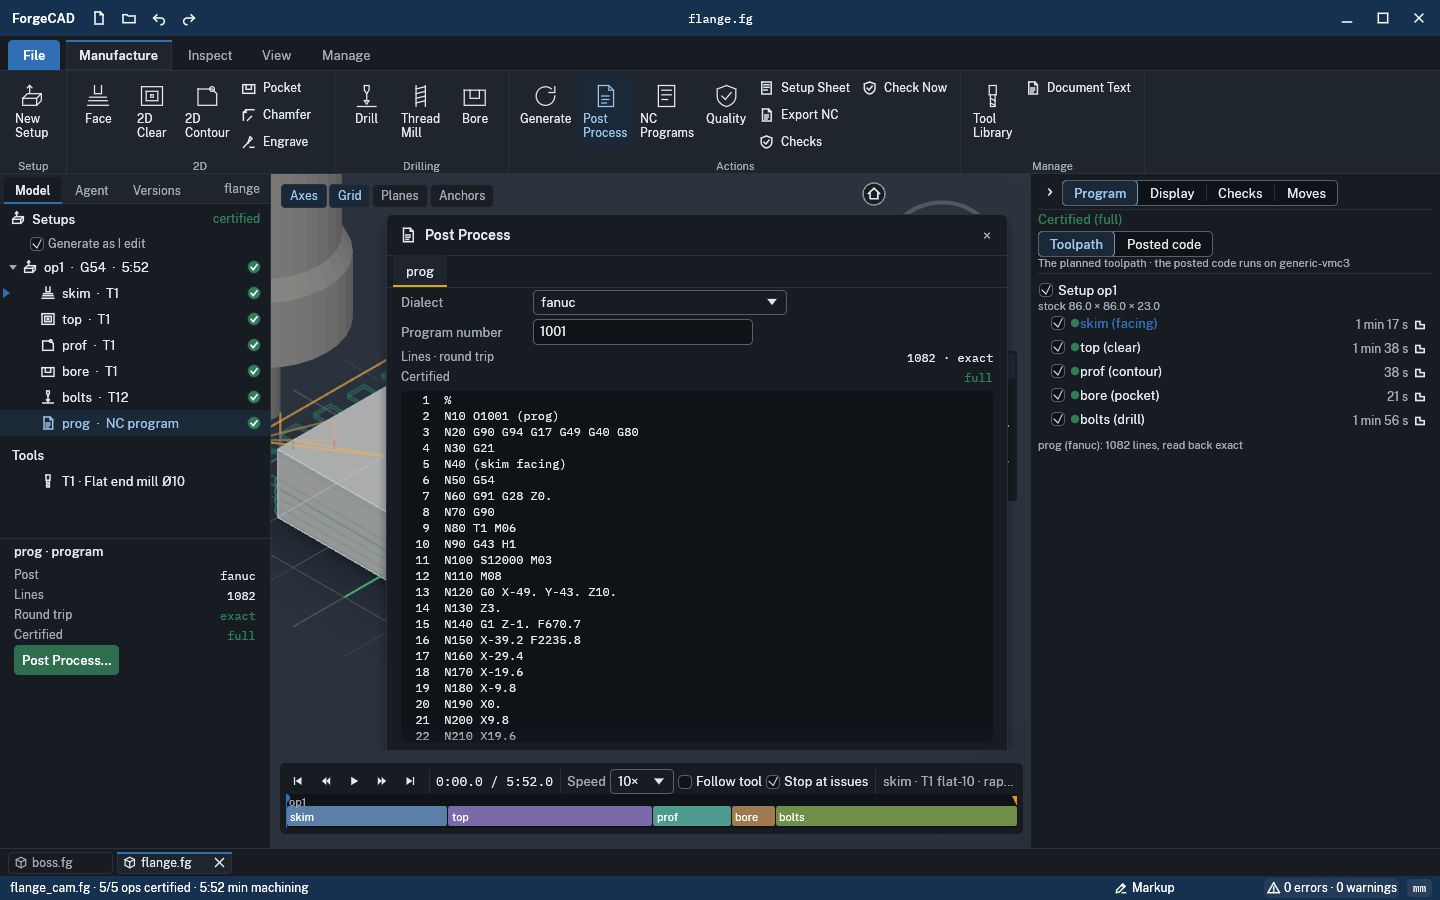 ForgeCAD
flange.fg
File
Manufacture
Inspect
View
Manage
New Setup
Face
2D Clear
2D Contour
Pocket
Chamfer
Engrave
Drill
Thread Mill
Bore
Generate
Post Process
NC Programs
Quality
Setup Sheet
Export NC
Checks
Check Now
Tool Library
Document Text
Setup
2D
Drilling
Actions
Manage
Model
Agent
Versions
flange
Setups
certified
Generate as I edit
op1 · G54 · 5:52
skim · T1
top · T1
prof · T1
bore · T1
bolts · T12
prog · NC program
Tools
T1 · Flat end mill Ø10
prog · program
Post
fanuc
Lines
1082
Round trip
exact
Certified
full
Post Process...
Axes
Grid
Planes
Anchors
Post Process
×
prog
Dialect
fanuc
Program number
1001
Lines · round trip
1082 · exact
Certified
full
1 %
2 N10 O1001 (prog)
3 N20 G90 G94 G17 G49 G40 G80
4 N30 G21
5 N40 (skim facing)
6 N50 G54
7 N60 G91 G28 Z0.
8 N70 G90
9 N80 T1 M06
10 N90 G43 H1
11 N100 S12000 M03
12 N110 M08
13 N120 G0 X-49. Y-43. Z10.
14 N130 Z3.
15 N140 G1 Z-1. F670.7
16 N150 X-39.2 F2235.8
17 N160 X-29.4
18 N170 X-19.6
19 N180 X-9.8
20 N190 X0.
21 N200 X9.8
22 N210 X19.6
0:00.0 / 5:52.0
Speed
10×
Follow tool
Stop at issues
skim · T1 flat-10 · rap...
op1
skim
top
prof
bore
bolts
Program
Display
Checks
Moves
Certified (full)
Toolpath
Posted code
The planned toolpath · the posted code runs on generic-vmc3
Setup op1
stock 86.0 × 86.0 × 23.0
skim (facing)
1 min 17 s
top (clear)
1 min 38 s
prof (contour)
38 s
bore (pocket)
21 s
bolts (drill)
1 min 56 s
prog (fanuc): 1082 lines, read back exact
boss.fg
flange.fg
flange_cam.fg · 5/5 ops certified · 5:52 min machining
Markup
0 errors · 0 warnings
mm